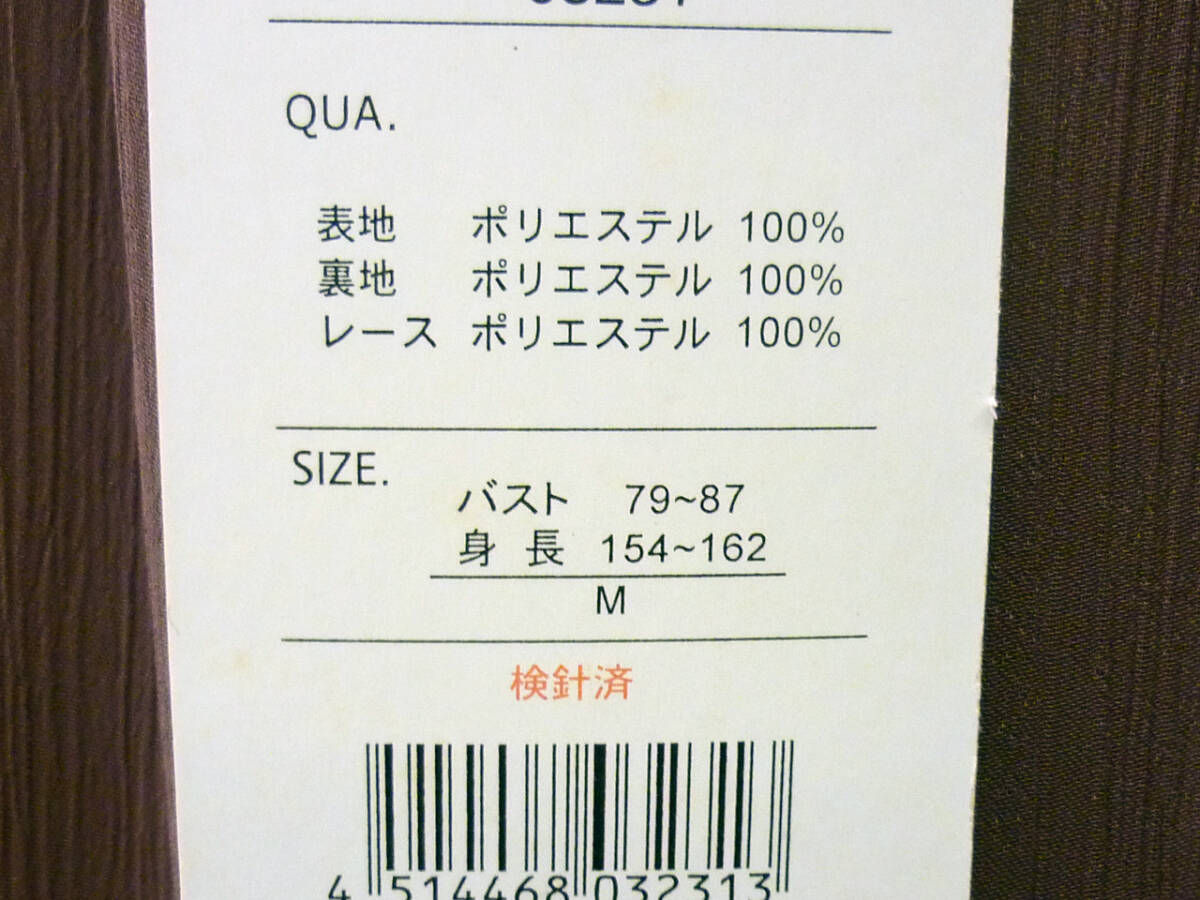 QUA.
表地 ポリエステル 100%
裏地 ポリエステル 100%
レース ポリエステル 100%
SIZE.
バスト 79~87
身 長 154~162
M
検針済
4 514468 032313